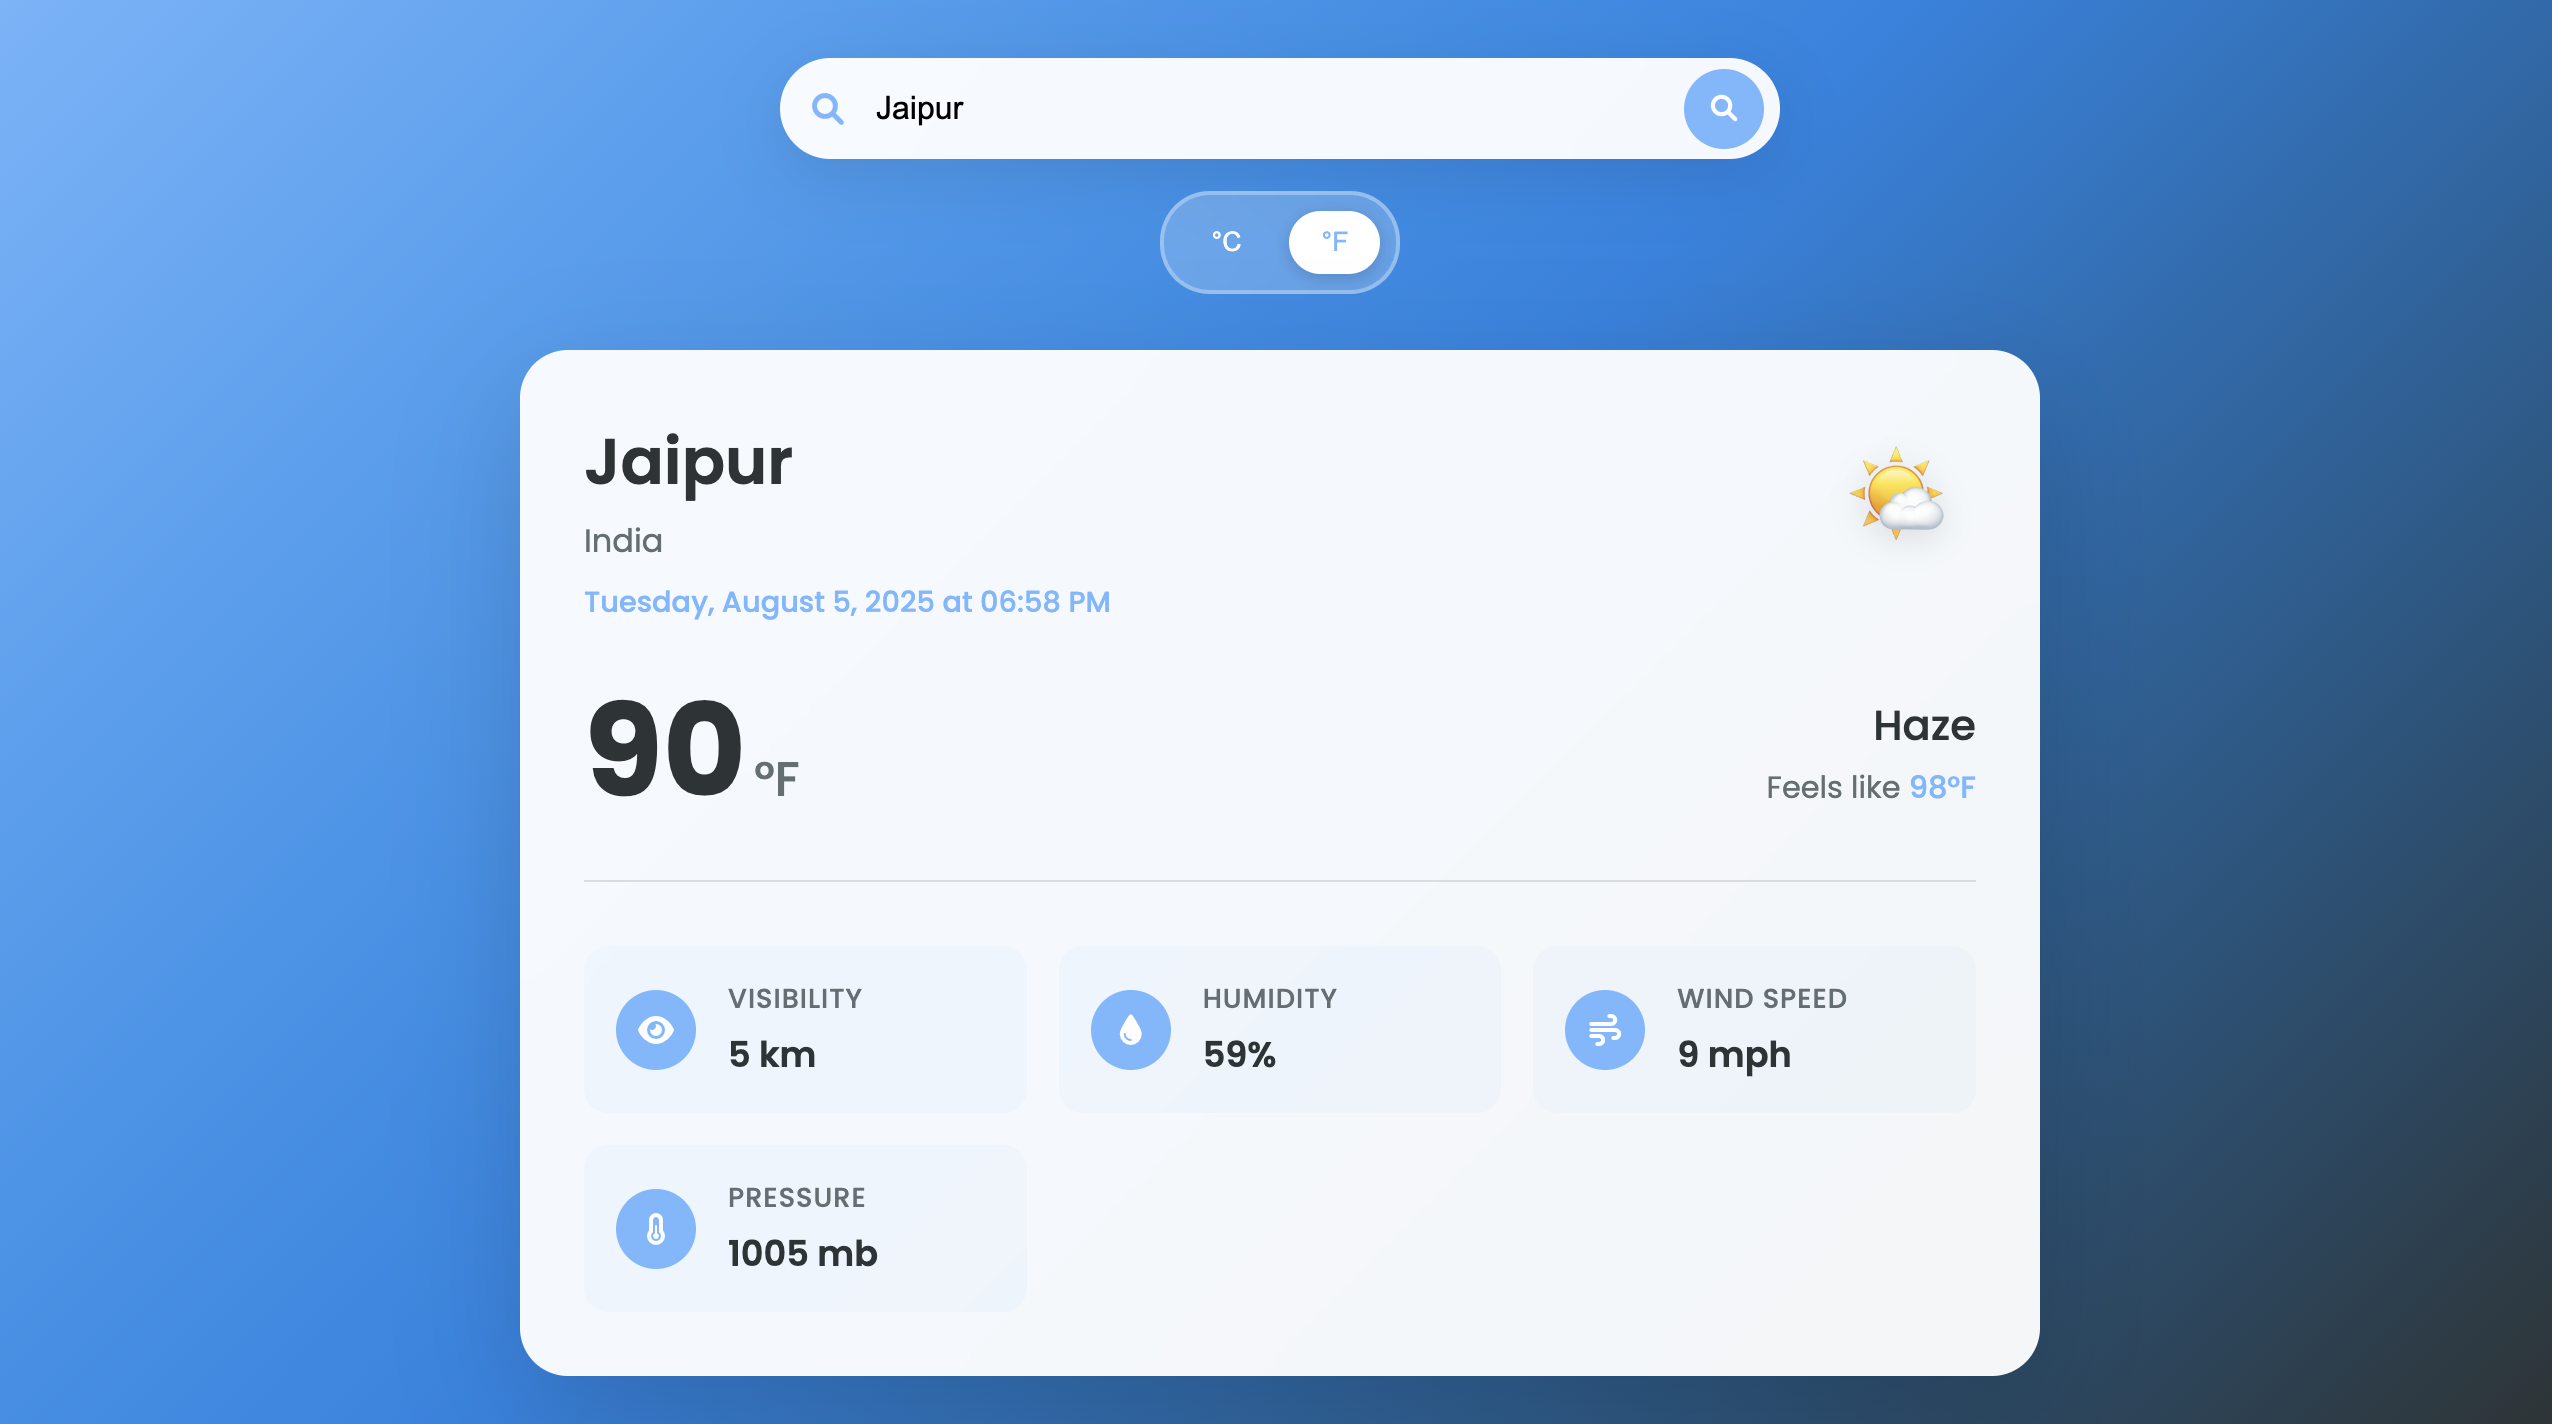 Jaipur
°C °F
Jaipur
India
Tuesday, August 5, 2025 at 06:58 PM
90 °F
Haze
Feels like 98°F
VISIBILITY
5 km
HUMIDITY
59%
WIND SPEED
9 mph
PRESSURE
1005 mb